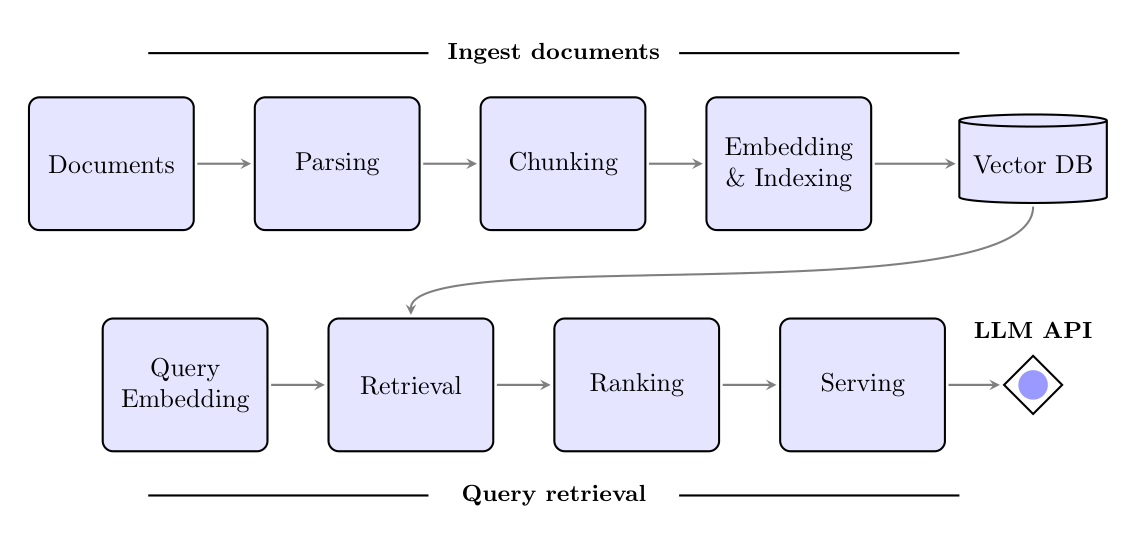 Ingest documents
Documents
Parsing
Chunking
Embedding
& Indexing
Vector DB
Query
Embedding
Retrieval
Ranking
Serving
LLM API
Query retrieval